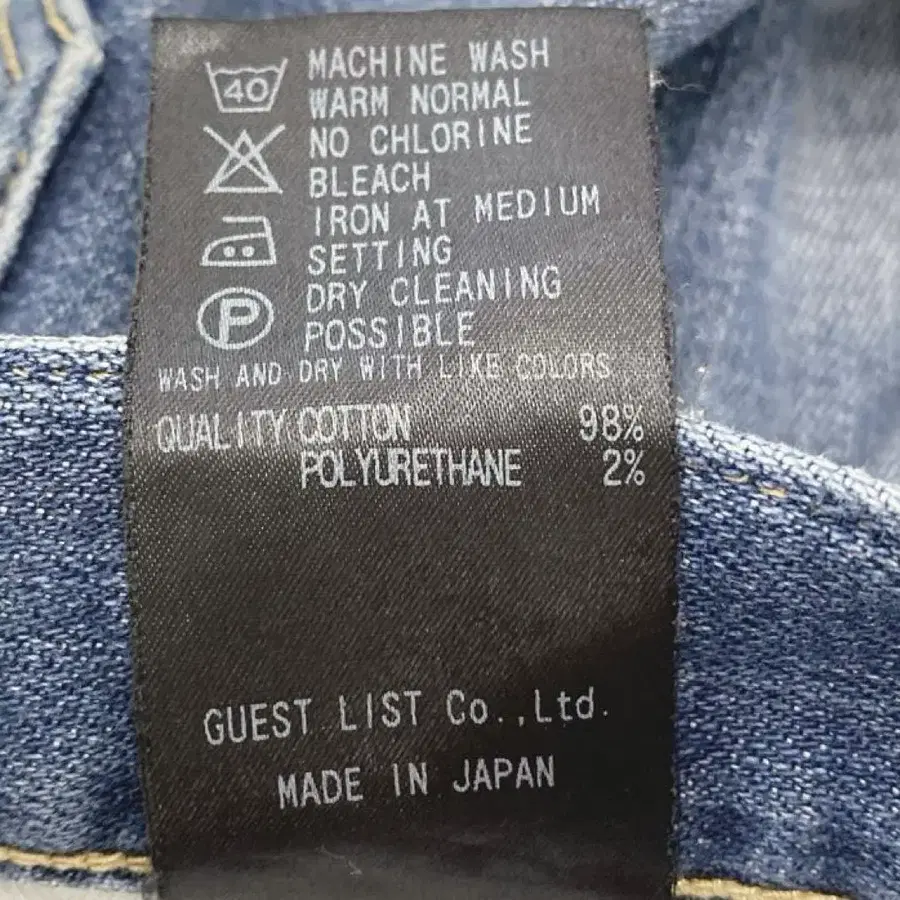 40 MACHINE WASH
WARM NORMAL
NO CHLORINE
BLEACH
IRON AT MEDIUM
SETTING
P DRY CLEANING
POSSIBLE
WASH AND DRY WITH LIKE COLORS
QUALITY COTTON 98%
POLYURETHANE 2%
GUEST LIST Co.,Ltd.
MADE IN JAPAN